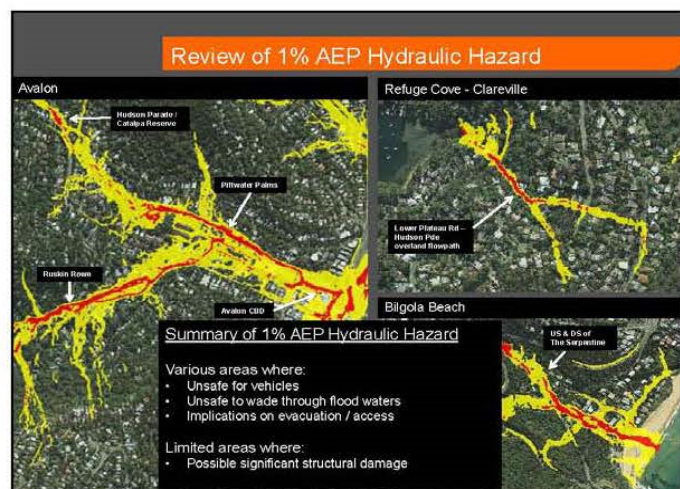 Review of 1% AEP Hydraulic Hazard
Avalon
Hudson Parade /
Catalpa Reserve
Pittwater Palms
Ruskin Rowe
Avalon CBD
Refuge Cove - Clareville
Lower Plateau Rd –
Hudson Pde
overland flowpath
Bilgola Beach
US & DS of
The Serpentine
Summary of 1% AEP Hydraulic Hazard
Various areas where:
• Unsafe for vehicles
• Unsafe to wade through flood waters
• Implications on evacuation / access
Limited areas where:
• Possible significant structural damage